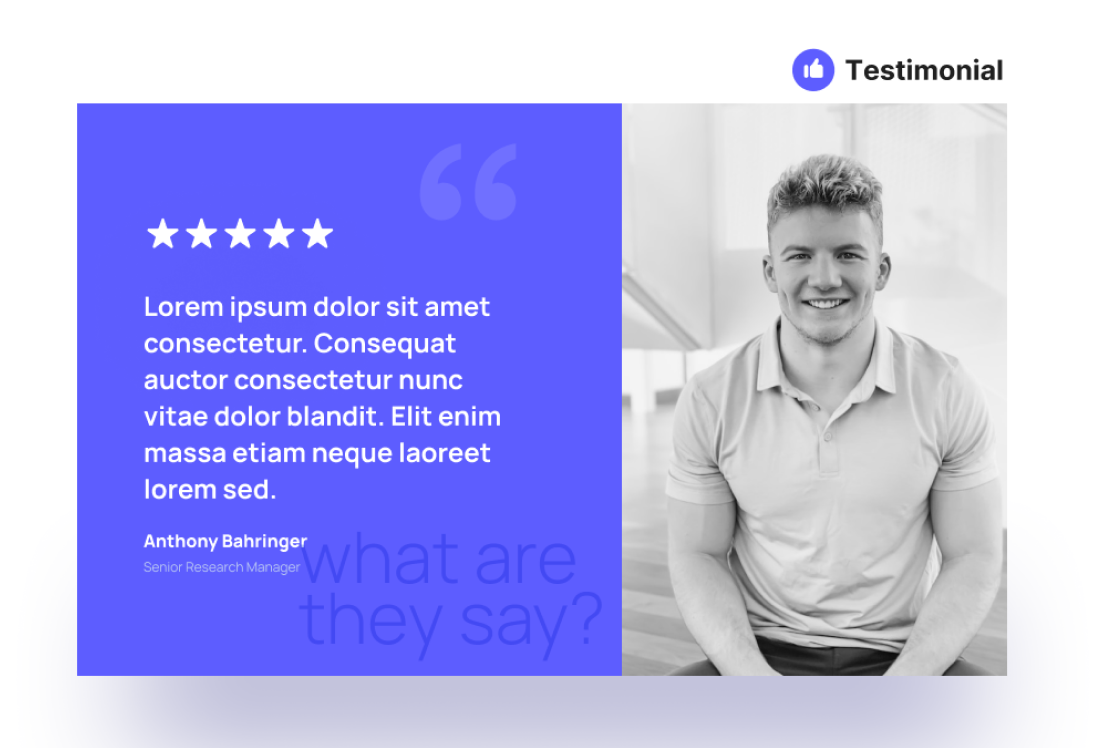 Testimonial
Lorem ipsum dolor sit amet
consectetur. Consequat
auctor consectetur nunc
vitae dolor blandit. Elit enim
massa etiam neque laoreet
lorem sed.
Anthony Bahringer
Senior Research Manager
what are
they say?